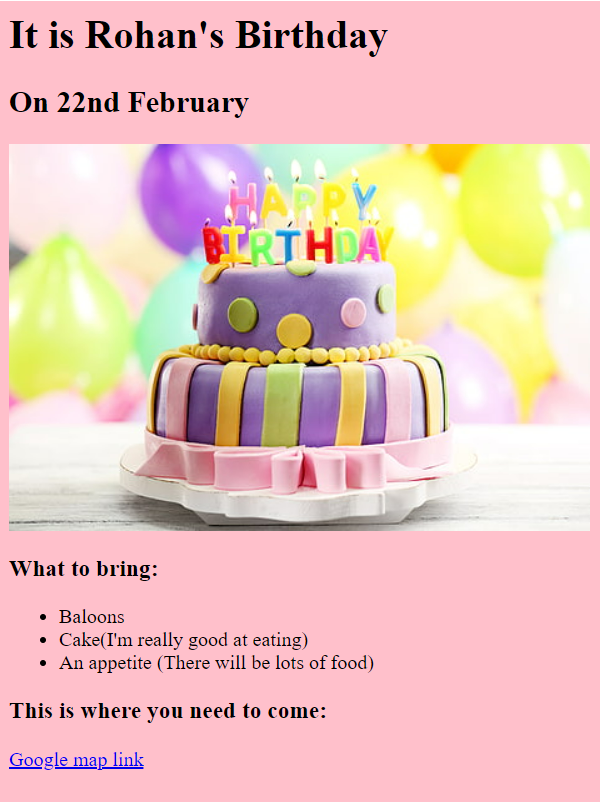 It is Rohan's Birthday
On 22nd February
HAPPY
BIRTHDAY
What to bring:
Baloons
Cake(I'm really good at eating)
An appetite (There will be lots of food)
This is where you need to come:
Google map link